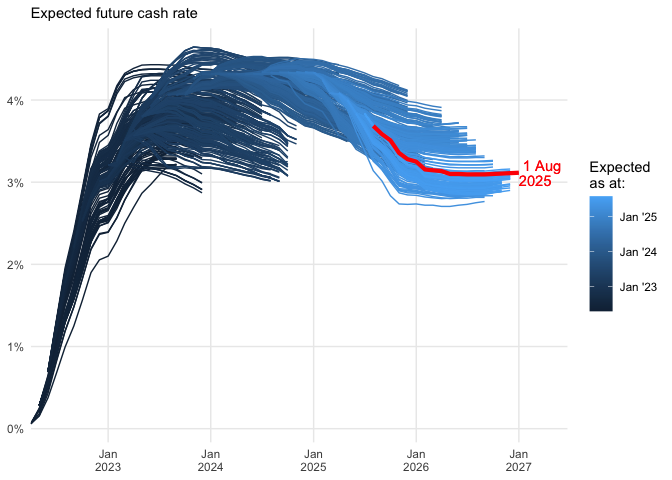 Expected future cash rate
4%
3%
2%
1%
0%
Jan
2023
Jan
2024
Jan
2025
Jan
2026
Jan
2027
1 Aug
2025
Expected
as at:
Jan '25
Jan '24
Jan '23